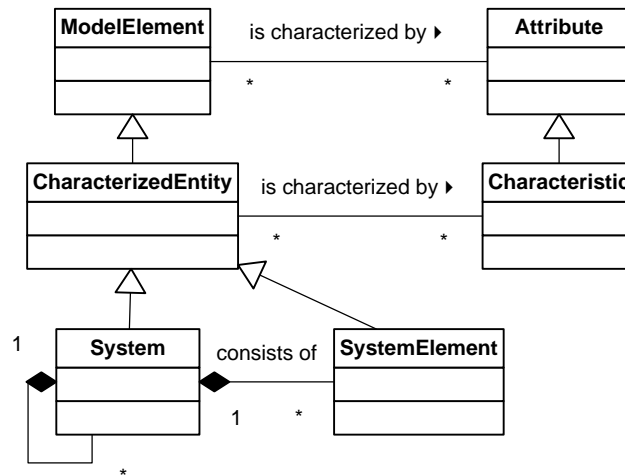 ModelElement
is characterized by ▸
Attribute
*
*
CharacterizedEntity
is characterized by ▸
Characteristic
*
*
1
System
consists of
SystemElement
1
*
*